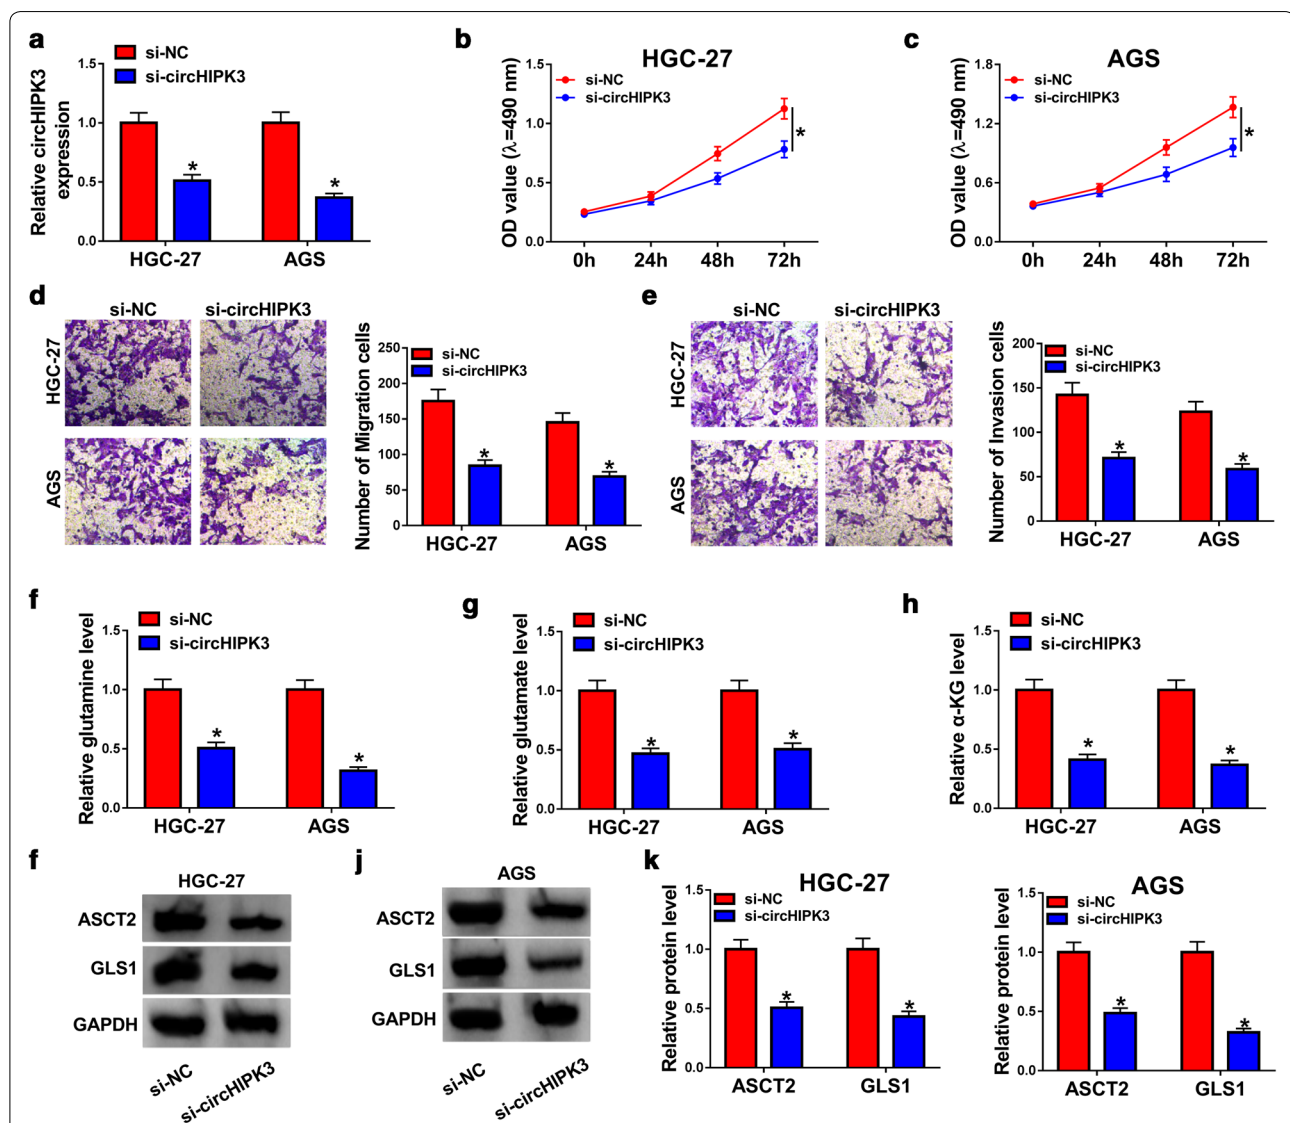 a
si-NC
si-circHIPK3
Relative circHIPK3
expression
1.5
1.0
0.5
0.0
*
*
HGC-27
AGS
b
HGC-27
si-NC
si-circHIPK3
OD value (λ=490 nm)
1.5
1.0
0.5
0.0
*
0h 24h 48h 72h
c
AGS
si-NC
si-circHIPK3
OD value (λ=490 nm)
1.8
1.2
0.6
0.0
*
0h 24h 48h 72h
d
si-NC si-circHIPK3
HGC-27
AGS
Number of Migration cells
250
200
150
100
50
0
si-NC
si-circHIPK3
*
*
HGC-27 AGS
e
si-NC si-circHIPK3
HGC-27
AGS
Number of Invasion cells
200
150
100
50
0
si-NC
si-circHIPK3
*
*
HGC-27 AGS
f
si-NC
si-circHIPK3
Relative glutamine level
1.5
1.0
0.5
0.0
*
*
HGC-27 AGS
g
si-NC
si-circHIPK3
Relative glutamate level
1.5
1.0
0.5
0.0
*
*
HGC-27 AGS
h
si-NC
si-circHIPK3
Relative α-KG level
1.5
1.0
0.5
0.0
*
*
HGC-27 AGS
f
HGC-27
ASCT2
GLS1
GAPDH
si-NC
si-circHIPK3
j
AGS
ASCT2
GLS1
GAPDH
si-NC
si-circHIPK3
k
HGC-27
si-NC
si-circHIPK3
Relative protein level
1.5
1.0
0.5
0.0
*
*
ASCT2 GLS1
AGS
si-NC
si-circHIPK3
Relative protein level
1.5
1.0
0.5
0.0
*
*
ASCT2 GLS1